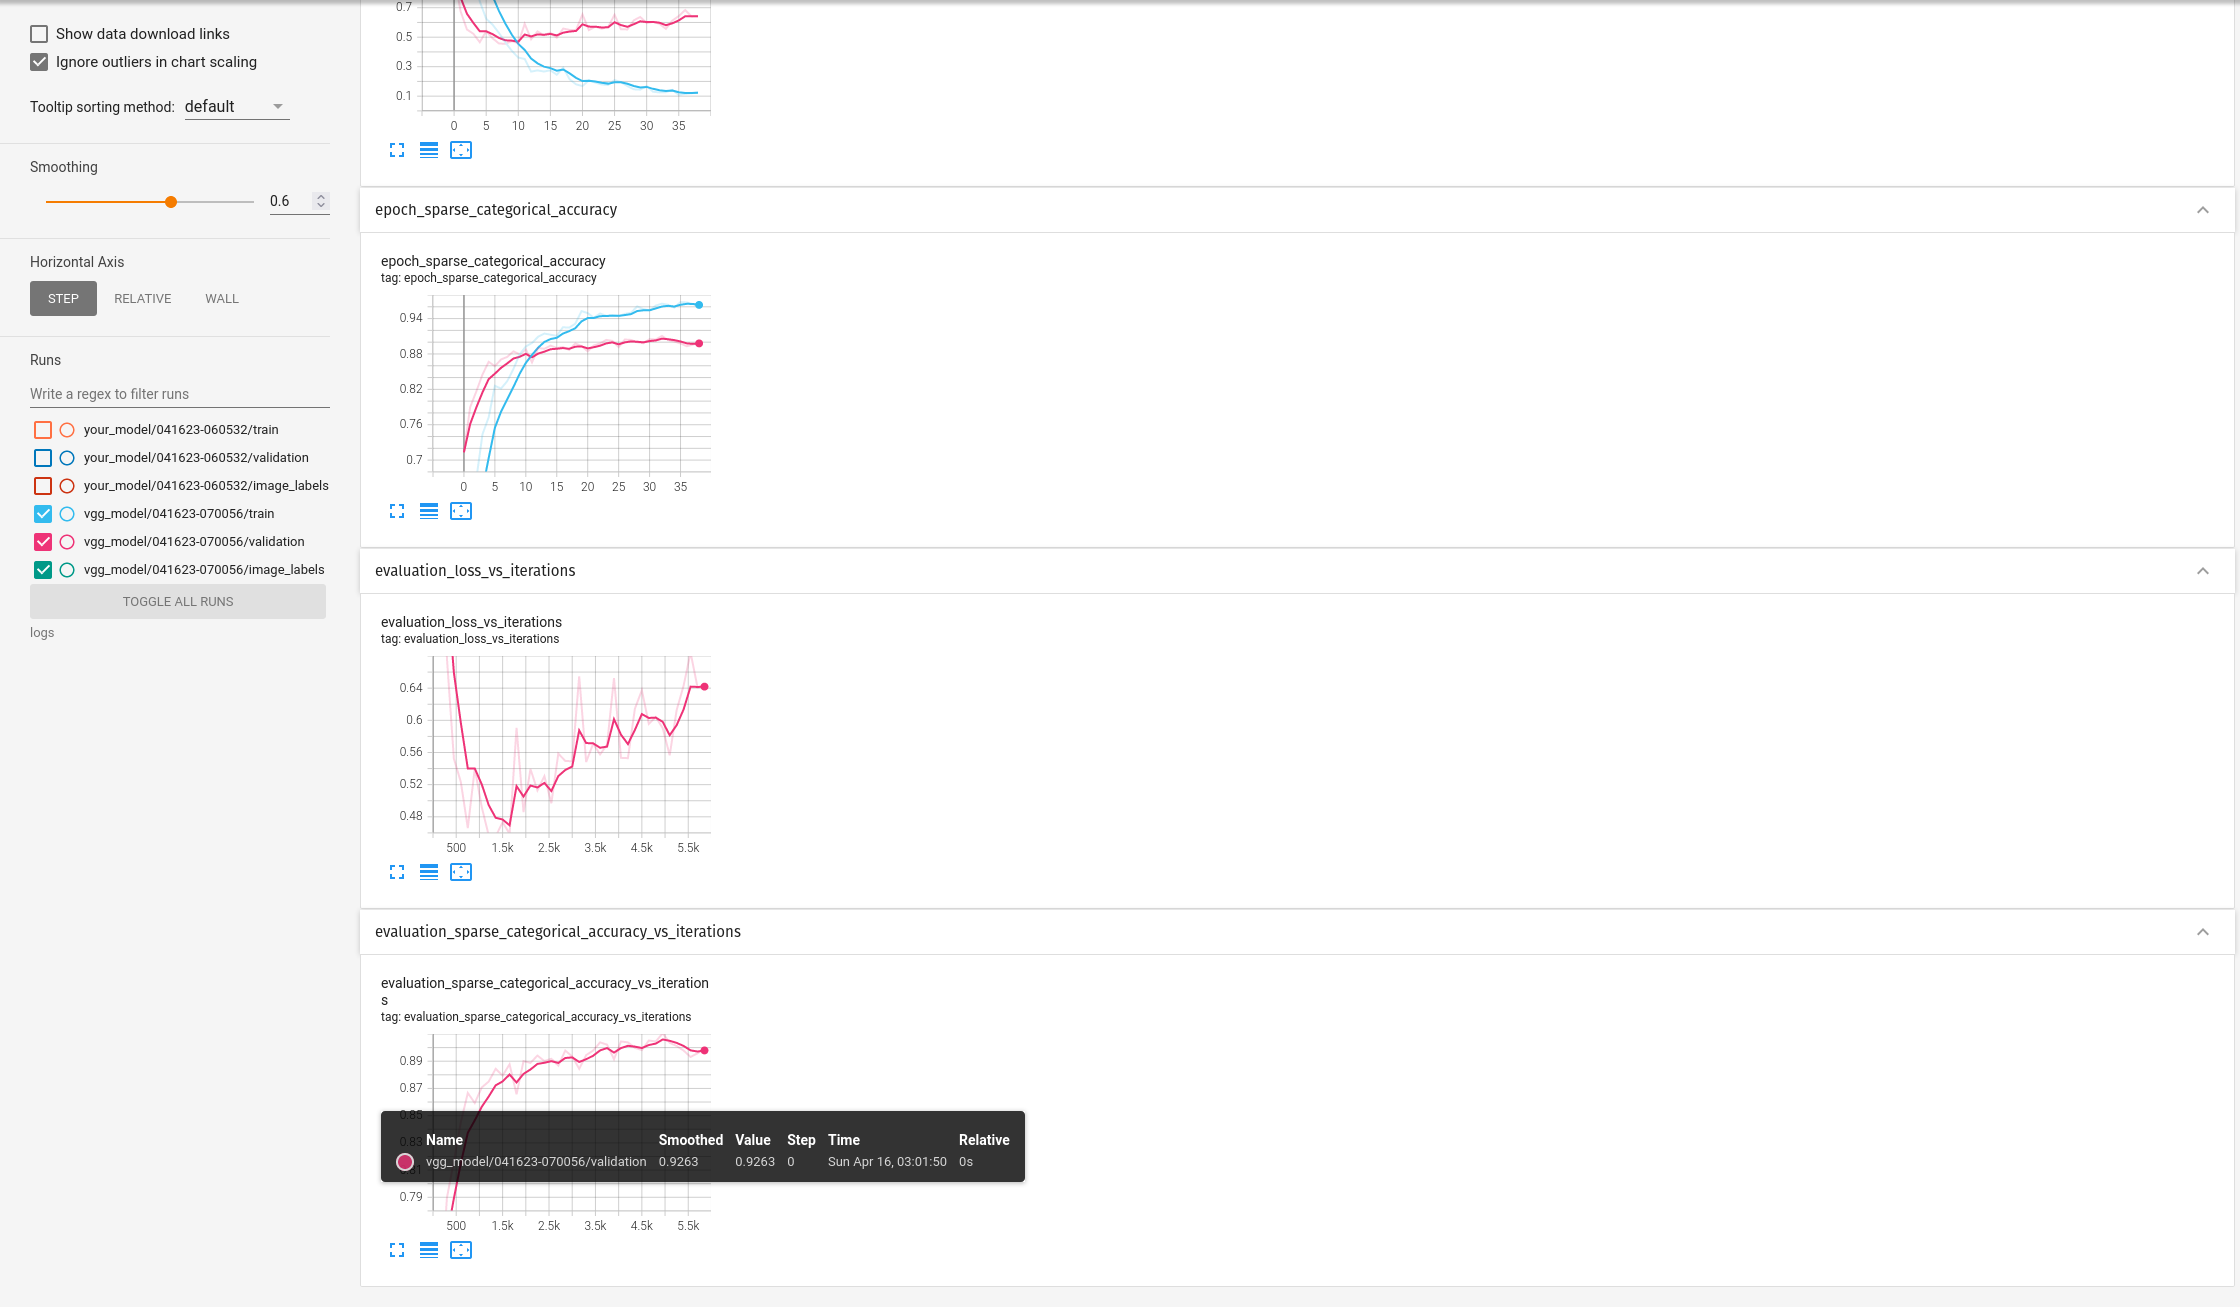 Show data download links
Ignore outliers in chart scaling
Tooltip sorting method: default
Smoothing
0.6
Horizontal Axis
STEP RELATIVE WALL
Runs
Write a regex to filter runs
your_model/041623-060532/train
your_model/041623-060532/validation
your_model/041623-060532/image_labels
vgg_model/041623-070056/train
vgg_model/041623-070056/validation
vgg_model/041623-070056/image_labels
TOGGLE ALL RUNS
logs
0.7
0.5
0.3
0.1
0 5 10 15 20 25 30 35
epoch_sparse_categorical_accuracy
epoch_sparse_categorical_accuracy
tag: epoch_sparse_categorical_accuracy
0.94
0.88
0.82
0.76
0.7
0 5 10 15 20 25 30 35
evaluation_loss_vs_iterations
evaluation_loss_vs_iterations
tag: evaluation_loss_vs_iterations
0.64
0.6
0.56
0.52
0.48
500 1.5k 2.5k 3.5k 4.5k 5.5k
evaluation_sparse_categorical_accuracy_vs_iterations
evaluation_sparse_categorical_accuracy_vs_iteration
s
tag: evaluation_sparse_categorical_accuracy_vs_iterations
0.89
0.87
0.85
0.83
Name Smoothed Value Step Time Relative
vgg_model/041623-070056/validation 0.9263 0.9263 0 Sun Apr 16, 03:01:50 0s
0.79
500 1.5k 2.5k 3.5k 4.5k 5.5k